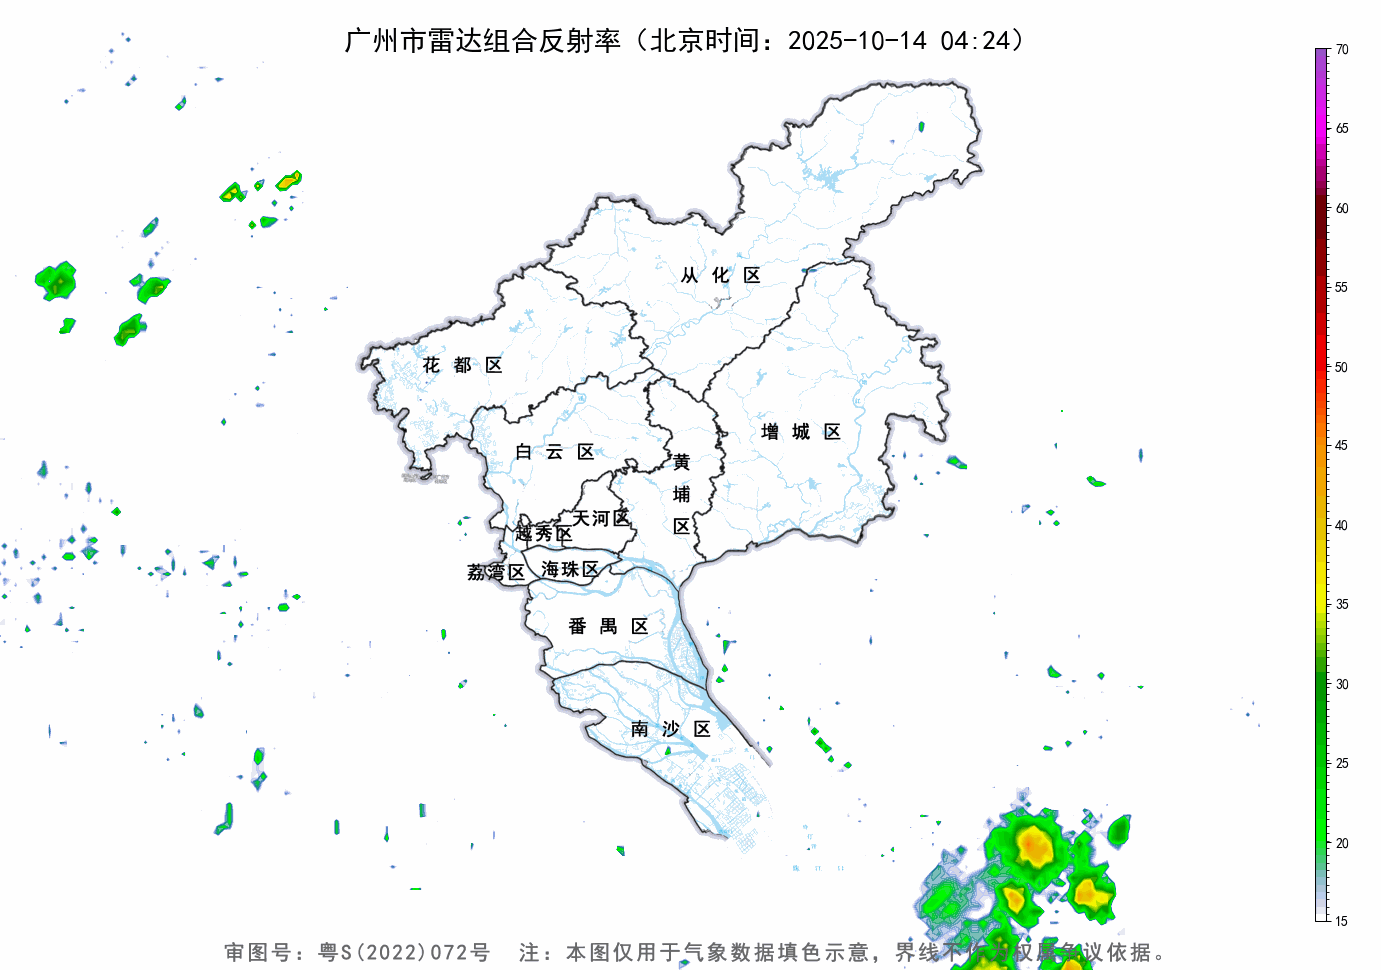 广州市雷达组合反射率（北京时间：2025-10-14 04:24）
70
65
60
55
50
45
40
35
30
25
20
15
从化区
花都区
增城区
白云区
黄埔区
天河区
越秀区
荔湾区
海珠区
番禺区
南沙区
审图号：粤S(2022)072号 注：本图仅用于气象数据填色示意，界线不作为权属争议依据。